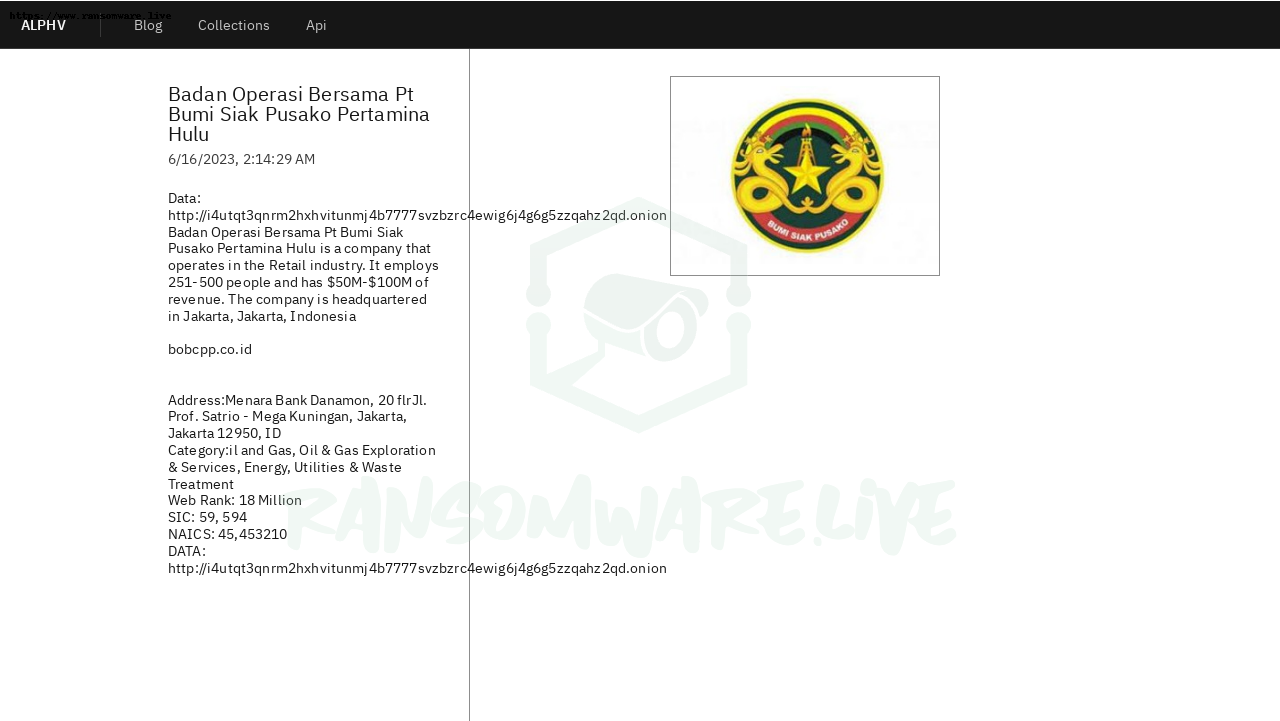 https://www.ransomware.live
ALPHV
Blog
Collections
Api
Badan Operasi Bersama Pt
Bumi Siak Pusako Pertamina
Hulu
6/16/2023, 2:14:29 AM
Data:
http://i4utqt3qnrm2hxhvitunmj4b7777svzbzrc4ewig6j4g6g5zzqahz2qd.onion
Badan Operasi Bersama Pt Bumi Siak
Pusako Pertamina Hulu is a company that
operates in the Retail industry. It employs
251-500 people and has $50M-$100M of
revenue. The company is headquartered
in Jakarta, Jakarta, Indonesia
bobcpp.co.id
Address:Menara Bank Danamon, 20 flrJl.
Prof. Satrio - Mega Kuningan, Jakarta,
Jakarta 12950, ID
Category:il and Gas, Oil & Gas Exploration
& Services, Energy, Utilities & Waste
Treatment
Web Rank: 18 Million
SIC: 59, 594
NAICS: 45,453210
DATA:
http://i4utqt3qnrm2hxhvitunmj4b7777svzbzrc4ewig6j4g6g5zzqahz2qd.onion
BUMI SIAK PUSAKO
RANSOMWARE.LIVE